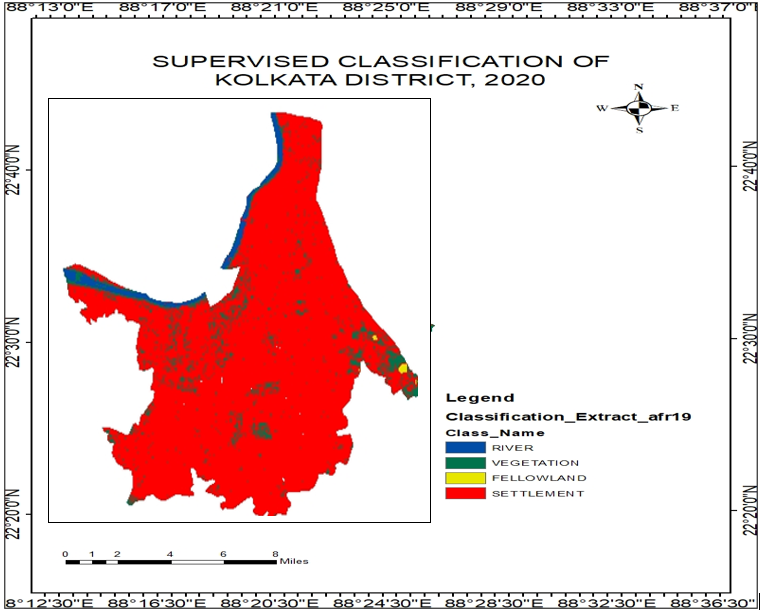 88°13'0"E 88°17'0"E 88°21'0"E 88°25'0"E 88°29'0"E 88°33'0"E 88°37'0"E
SUPERVISED CLASSIFICATION OF
KOLKATA DISTRICT, 2020
N
W E
S
22°40'0"N 22°40'0"N
22°30'0"N 22°30'0"N
22°20'0"N 22°20'0"N
Legend
Classification_Extract_afr19
Class_Name
RIVER
VEGETATION
FELLOWLAND
SETTLEMENT
0 1 2 4 6 8
Miles
8°12'30"E 88°16'30"E 88°20'30"E 88°24'30"E 88°28'30"E 88°32'30"E 88°36'30"